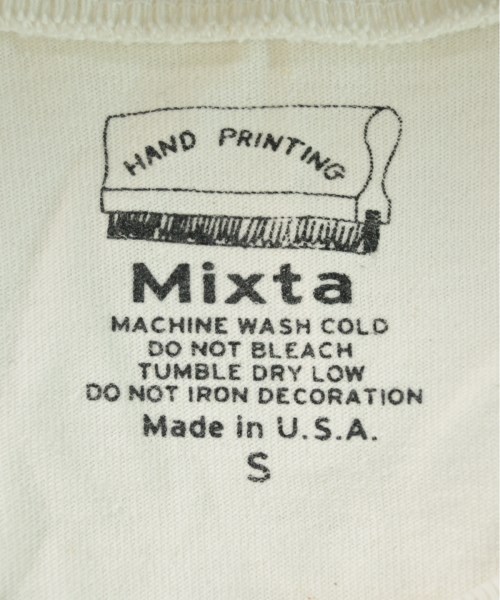 HAND PRINTING
Mixta
MACHINE WASH COLD
DO NOT BLEACH
TUMBLE DRY LOW
DO NOT IRON DECORATION
Made in U.S.A.
S